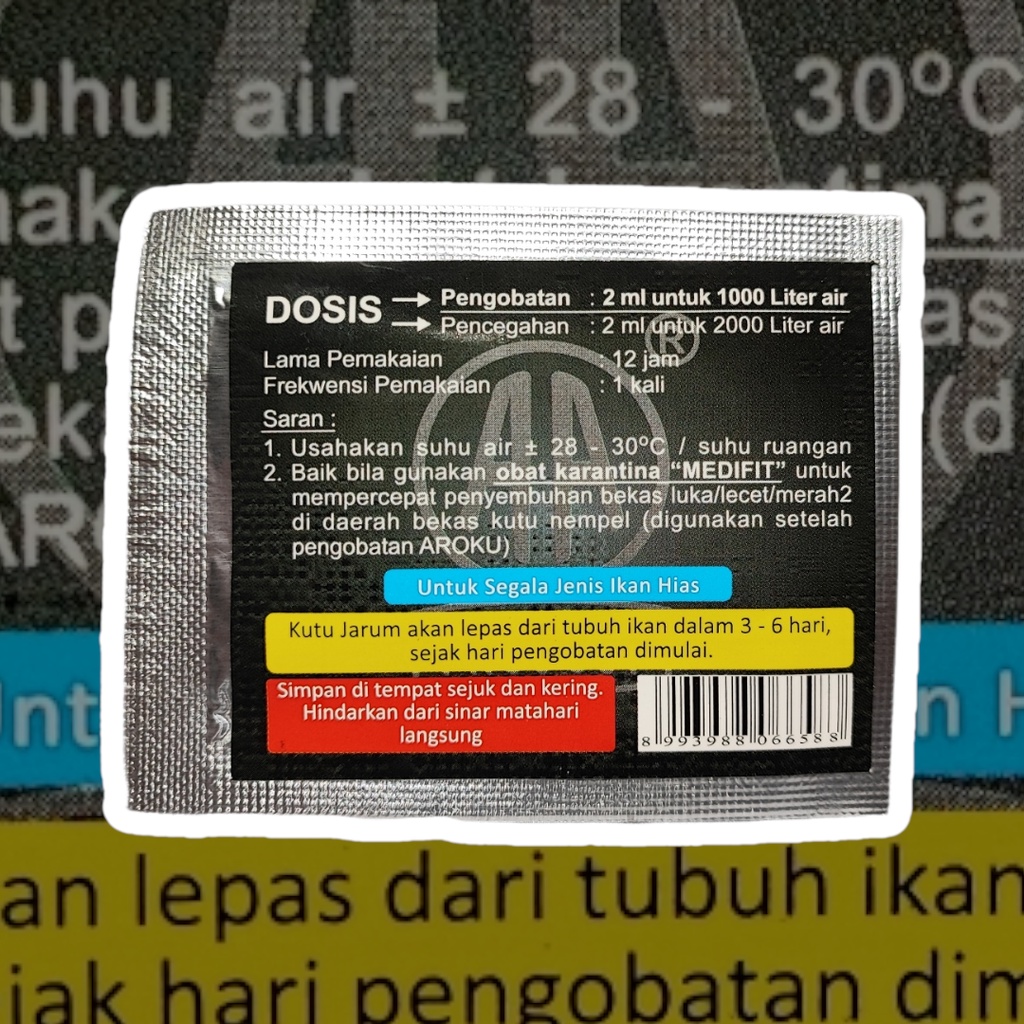 DOSIS → Pengobatan : 2 ml untuk 1000 Liter air
→ Pencegahan : 2 ml untuk 2000 Liter air
Lama Pemakaian : 12 jam
Frekwensi Pemakaian : 1 kali
Saran :
1. Usahakan suhu air ± 28 - 30°C / suhu ruangan
2. Baik bila gunakan obat karantina “MEDIFIT” untuk
mempercepat penyembuhan bekas luka/lecet/merah2
di daerah bekas kutu nempel (digunakan setelah
pengobatan AROKU)
®
Untuk Segala Jenis Ikan Hias
Kutu Jarum akan lepas dari tubuh ikan dalam 3 - 6 hari,
sejak hari pengobatan dimulai.
Simpan di tempat sejuk dan kering.
Hindarkan dari sinar matahari
langsung
8 993988 066588